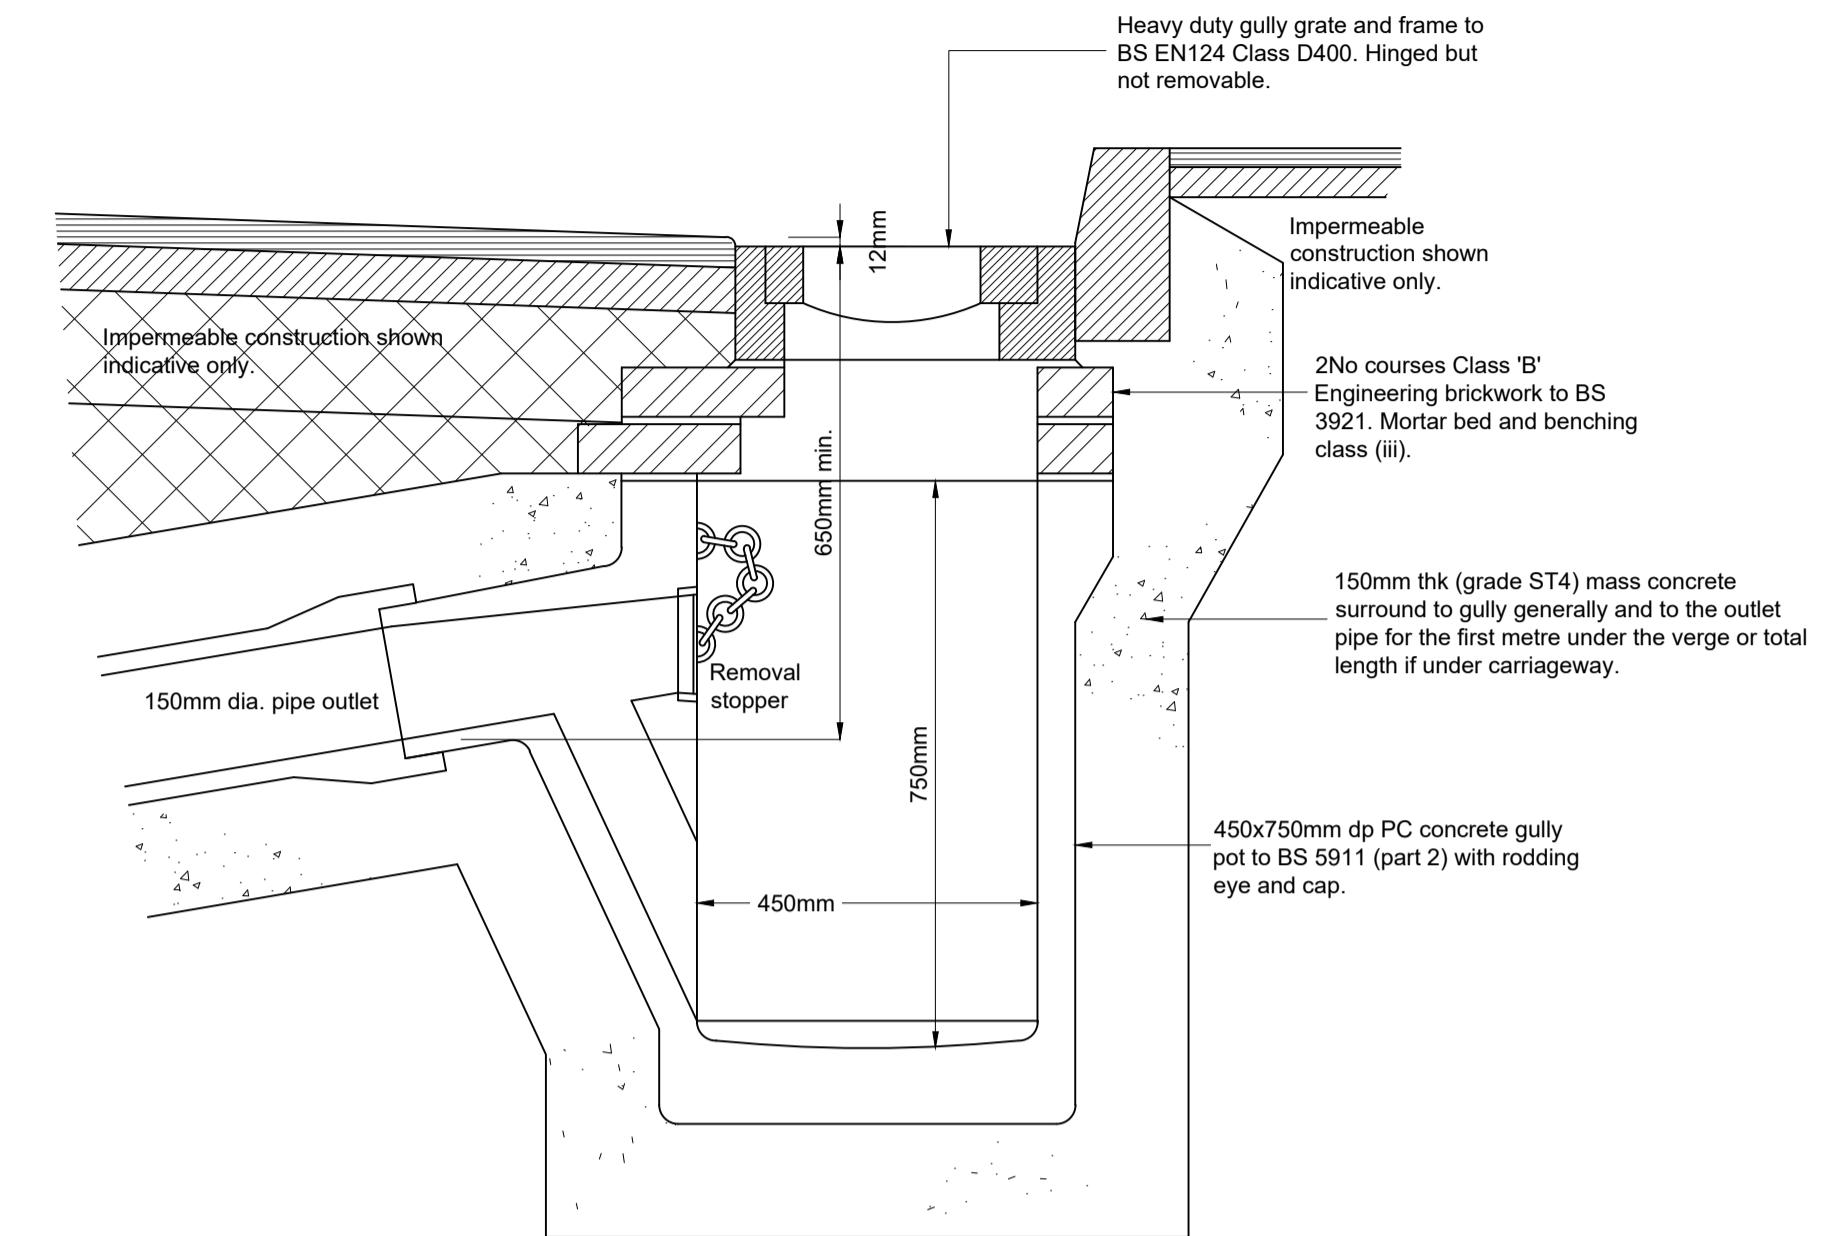 Heavy duty gully grate and frame to
BS EN124 Class D400. Hinged but
not removable.
12mm
Impermeable
construction shown
indicative only.
Impermeable construction shown
indicative only.
2No courses Class 'B'
Engineering brickwork to BS
3921. Mortar bed and benching
class (iii).
650mm min.
150mm thk (grade ST4) mass concrete
surround to gully generally and to the outlet
pipe for the first metre under the verge or total
length if under carriageway.
Removal
stopper
150mm dia. pipe outlet
750mm
450x750mm dp PC concrete gully
pot to BS 5911 (part 2) with rodding
eye and cap.
450mm